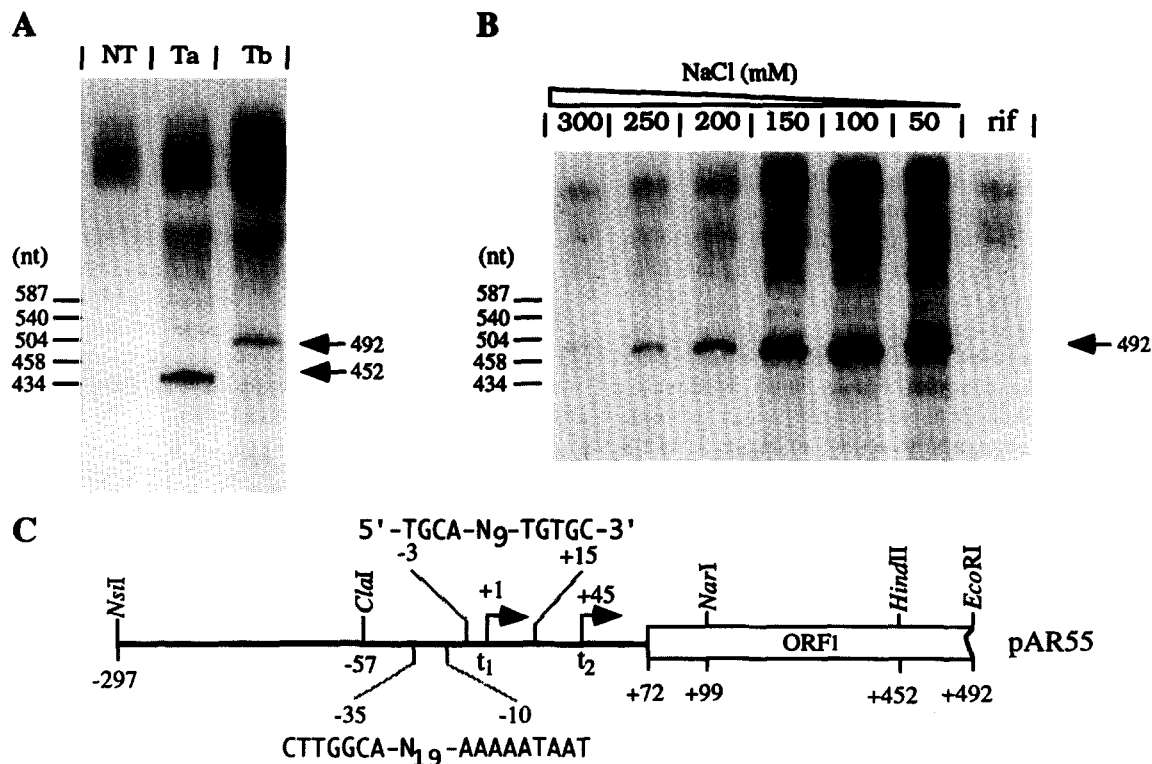 A
| NT | Ta | Tb |
(nt)
587
540
504
458
434
492
452
B
NaCl (mM)
| 300 | 250 | 200 | 150 | 100 | 50 | rif |
(nt)
587
540
504
458
434
492
C
5'-TGCA-N9-TGTGC-3'
-3 +15
NsiI ClaI +1 +45 NarI HindII EcoRI
ORF1 pAR55
-297 -57 t1 t2
-35 -10 +72 +99 +452 +492
CTTGGCA-N19-AAAAATAAT